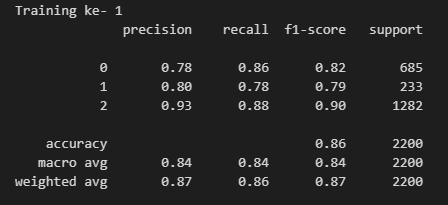 Training ke- 1
precision recall f1-score support
0 0.78 0.86 0.82 685
1 0.80 0.78 0.79 233
2 0.93 0.88 0.90 1282
accuracy 0.86 2200
macro avg 0.84 0.84 0.84 2200
weighted avg 0.87 0.86 0.87 2200